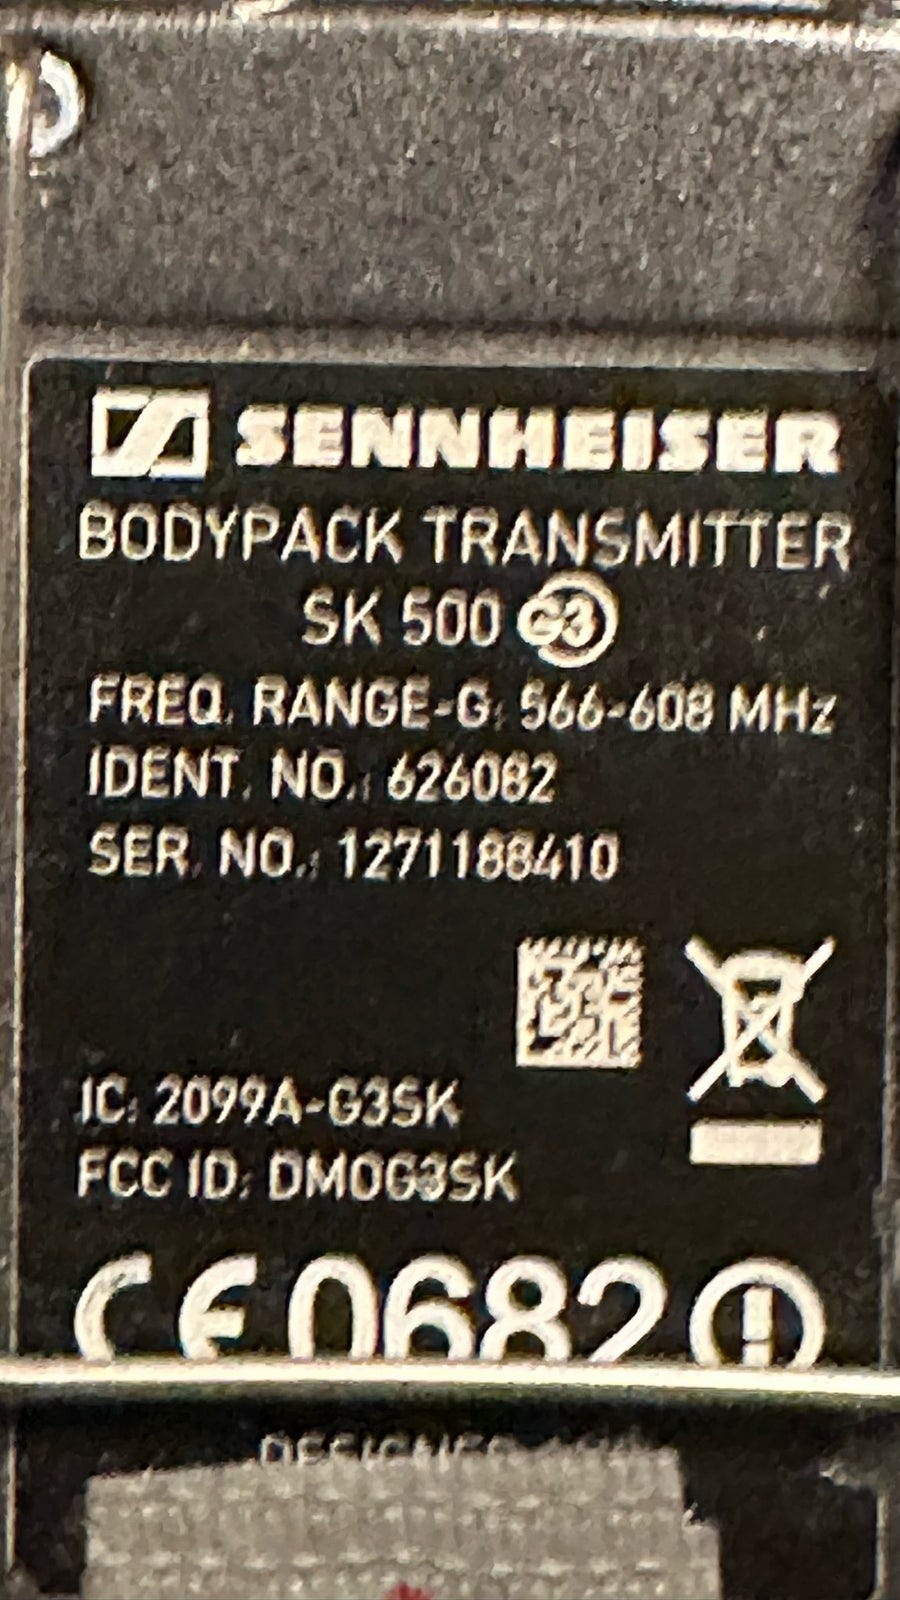 SENNHEISER
BODYPACK TRANSMITTER
SK 500 G3
FREQ. RANGE-G: 566-608 MHz
IDENT. NO.: 626082
SER. NO.: 1271188410
IC: 2099A-G3SK
FCC ID: DMOG3SK
CE 0682